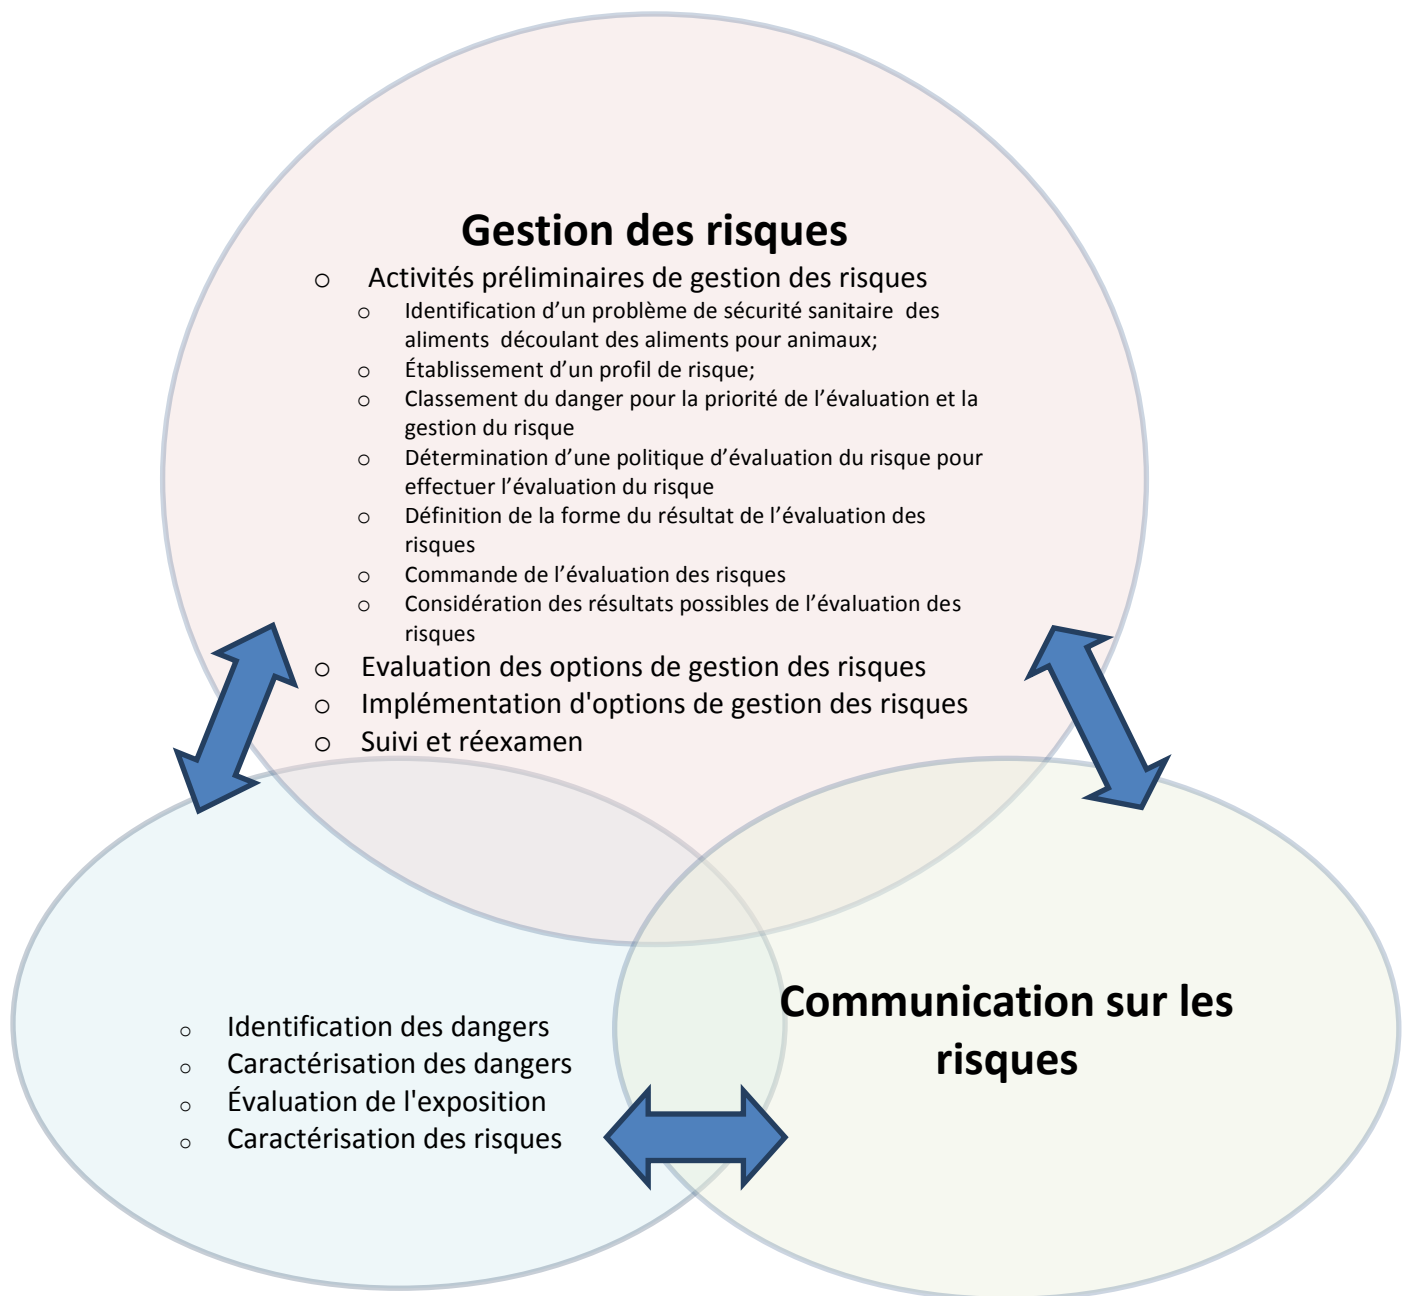 Gestion des risques
o Activités préliminaires de gestion des risques
o Identification d’un problème de sécurité sanitaire des
aliments découlant des aliments pour animaux;
o Établissement d’un profil de risque;
o Classement du danger pour la priorité de l’évaluation et la
gestion du risque
o Détermination d’une politique d’évaluation du risque pour
effectuer l’évaluation du risque
o Définition de la forme du résultat de l’évaluation des
risques
o Commande de l’évaluation des risques
o Considération des résultats possibles de l’évaluation des
risques
o Evaluation des options de gestion des risques
o Implémentation d'options de gestion des risques
o Suivi et réexamen
o Identification des dangers
o Caractérisation des dangers
o Évaluation de l'exposition
o Caractérisation des risques
Communication sur les
risques